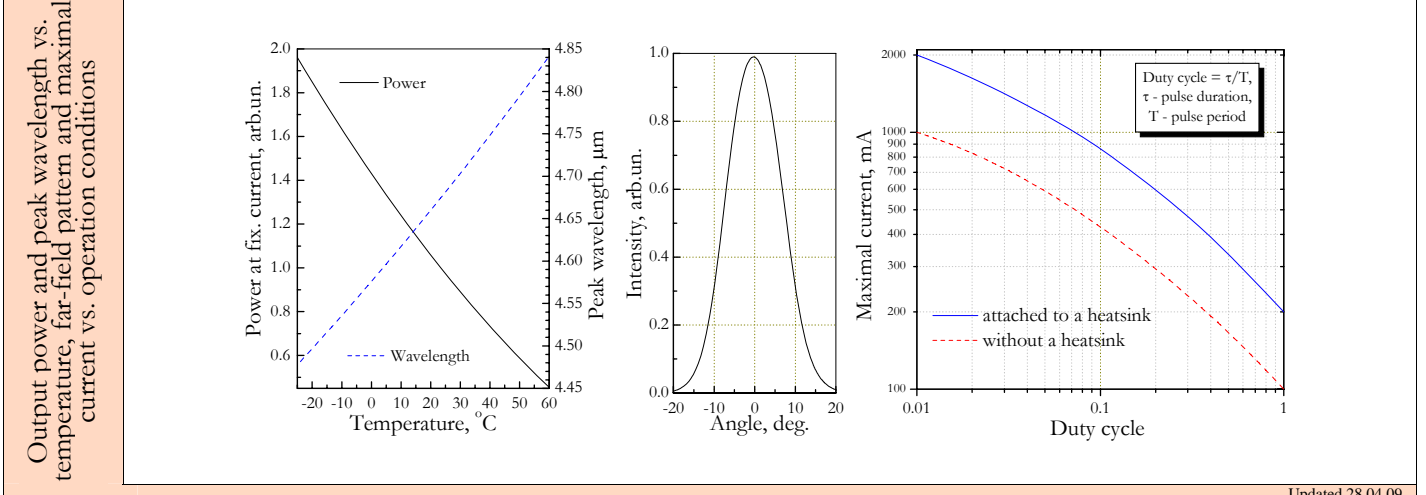 Output power and peak wavelength vs.
temperature, far-field pattern and maximal
current vs. operation conditions
2.0
1.8
1.6
1.4
1.2
1.0
0.8
0.6
Power at fix. current, arb.un.
Power
Wavelength
-20 -10 0 10 20 30 40 50 60
Temperature, °C
4.85
4.80
4.75
4.70
4.65
4.60
4.55
4.50
4.45
Peak wavelength, µm
1.0
0.8
0.6
0.4
0.2
0.0
Intensity, arb.un.
-20 -10 0 10 20
Angle, deg.
2000
1000
900
800
700
600
500
400
300
200
100
Maximal current, mA
Duty cycle = τ/T,
τ - pulse duration,
T - pulse period
attached to a heatsink
without a heatsink
0.01 0.1 1
Duty cycle
Updated 28.04.09